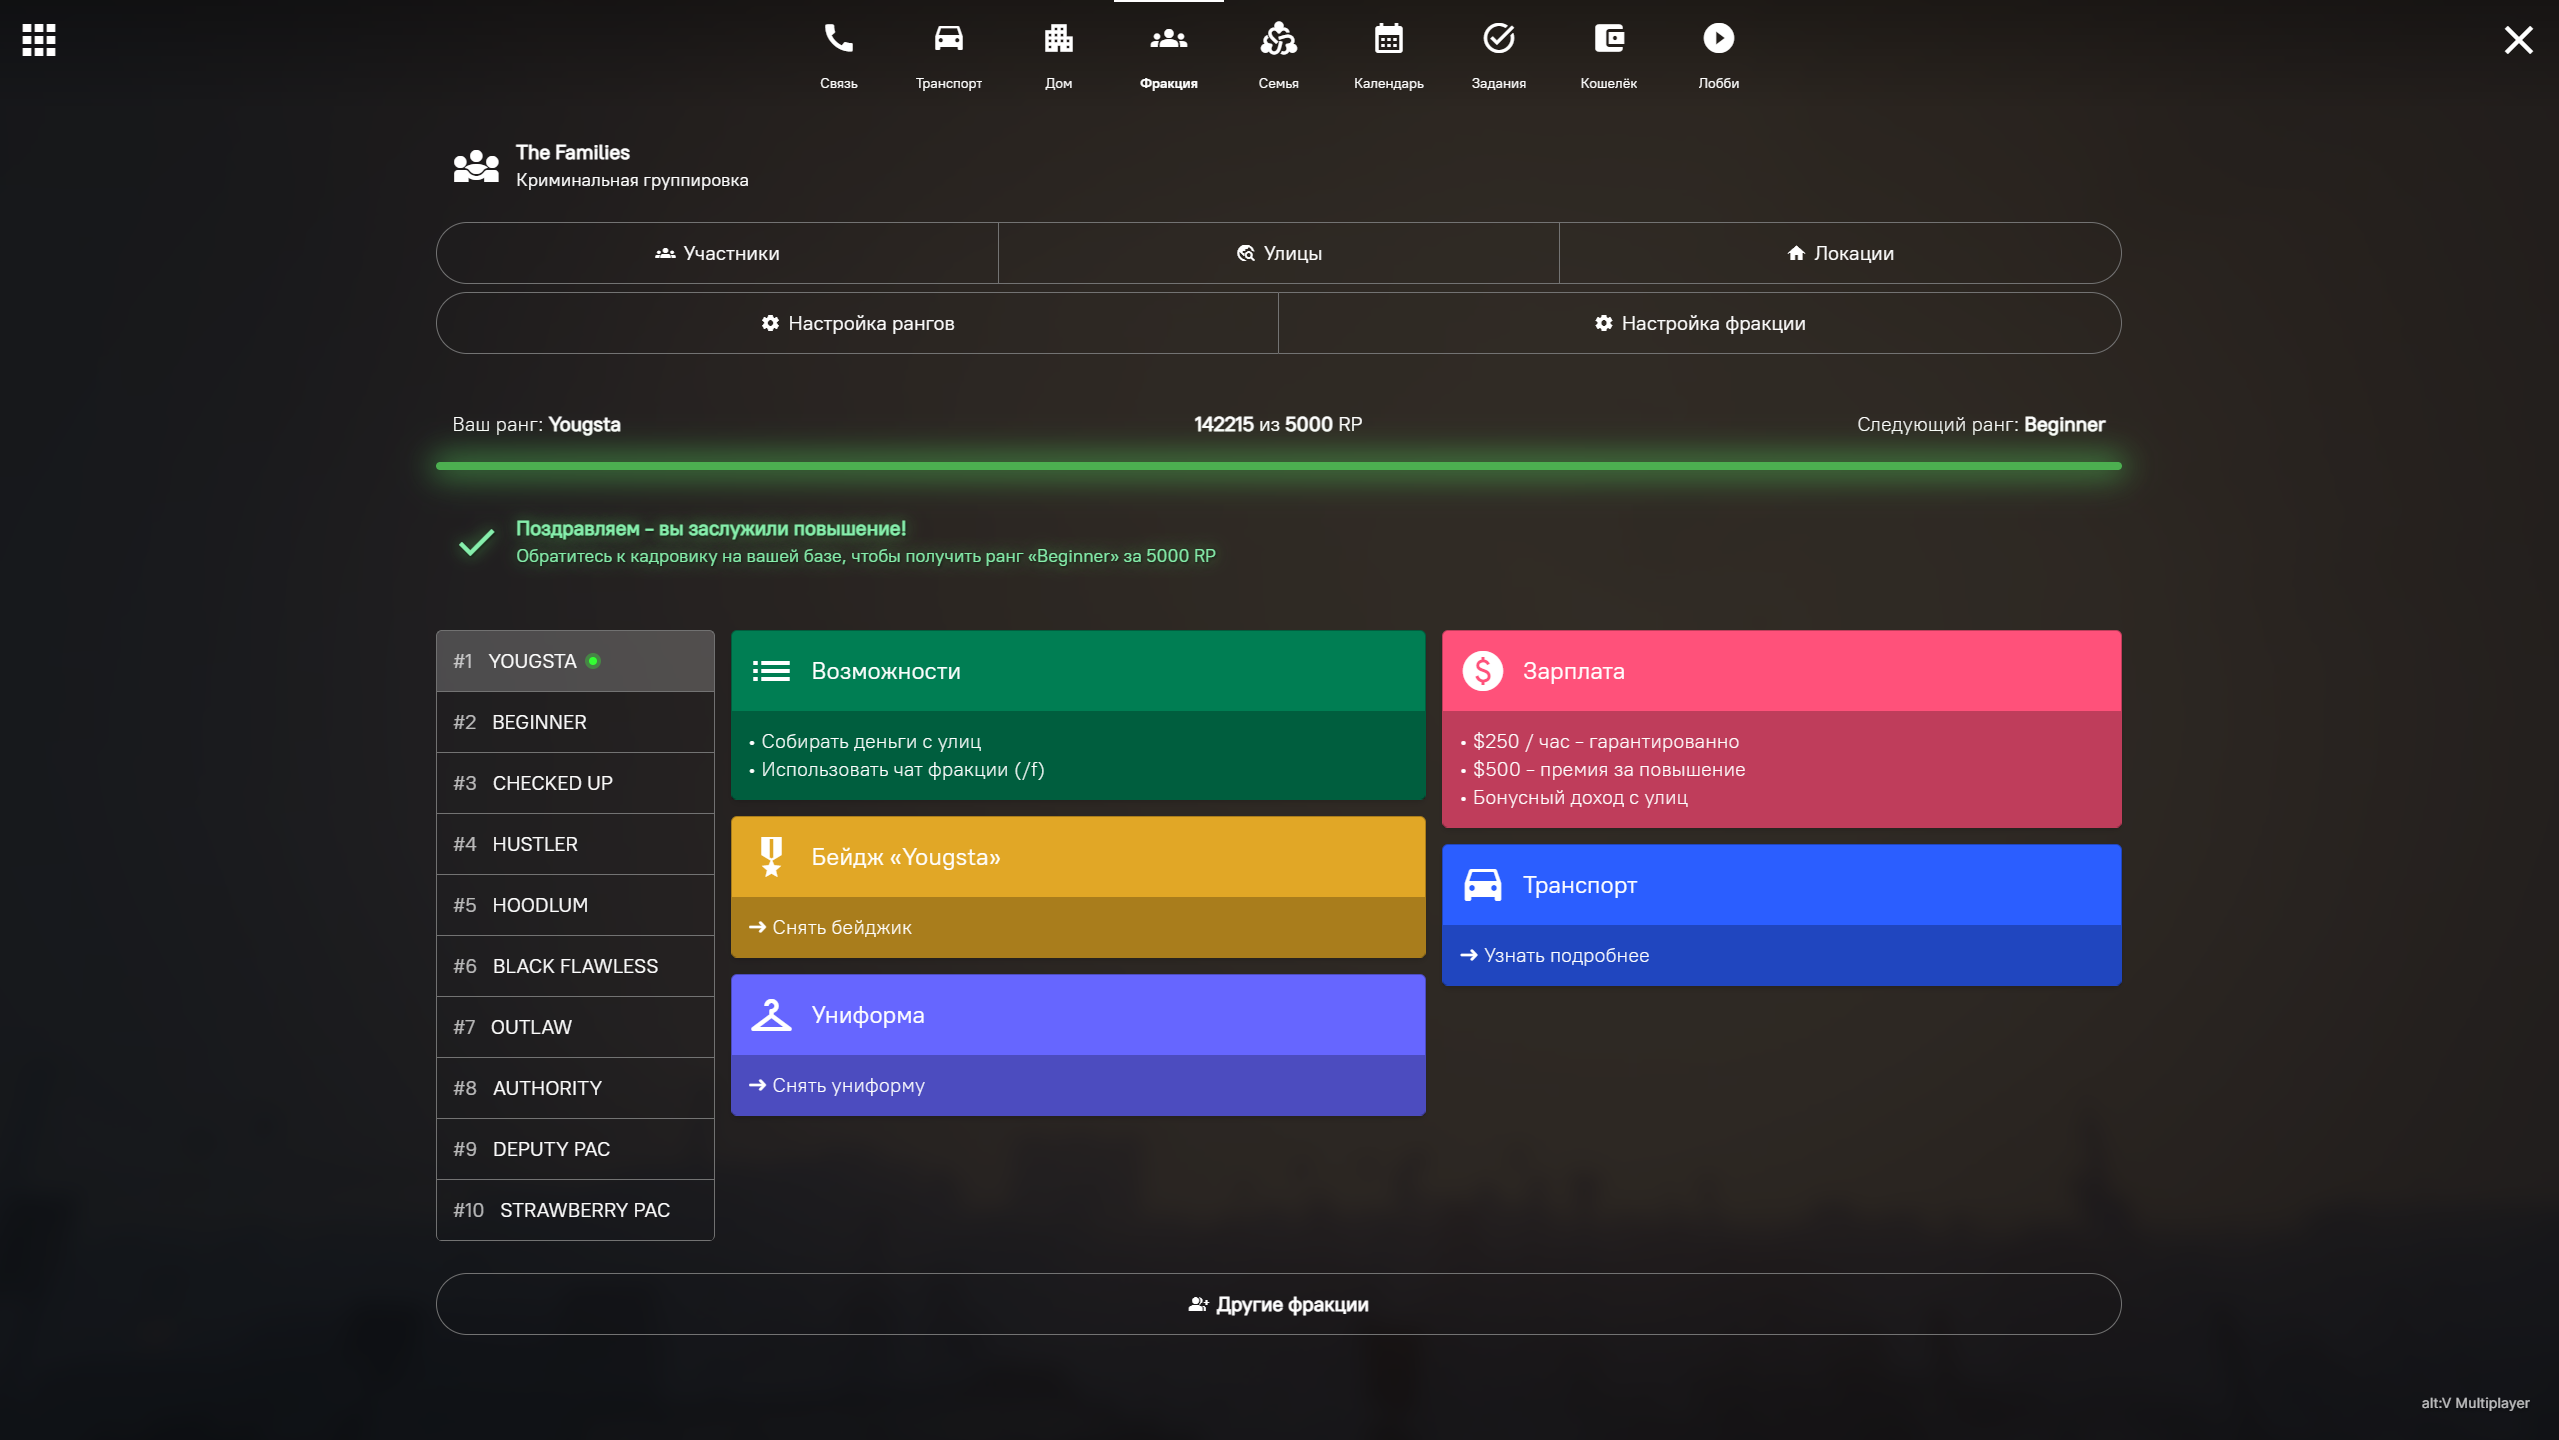 Связь
Транспорт
Дом
Фракция
Семья
Календарь
Задания
Кошелёк
Лобби
The Families
Криминальная группировка
Участники
Улицы
Локации
Настройка рангов
Настройка фракции
Ваш ранг: Yougsta
142215 из 5000 RP
Следующий ранг: Beginner
Поздравляем - вы заслужили повышение!
Обратитесь к кадровику на вашей базе, чтобы получить ранг «Beginner» за 5000 RP
#1 YOUGSTA
#2 BEGINNER
#3 CHECKED UP
#4 HUSTLER
#5 HOODLUM
#6 BLACK FLAWLESS
#7 OUTLAW
#8 AUTHORITY
#9 DEPUTY PAC
#10 STRAWBERRY PAC
Возможности
• Собирать деньги с улиц
• Использовать чат фракции (/f)
Бейдж «Yougsta»
→ Снять бейджик
Униформа
→ Снять униформу
Зарплата
• $250 / час - гарантированно
• $500 - премия за повышение
• Бонусный доход с улиц
Транспорт
→ Узнать подробнее
Другие фракции
alt:V Multiplayer